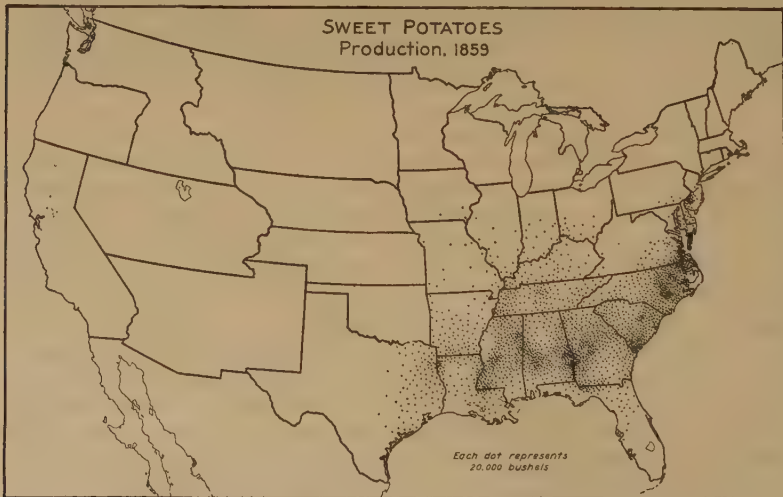 SWEET POTATOES
Production, 1859
Each dot represents
20,000 bushels